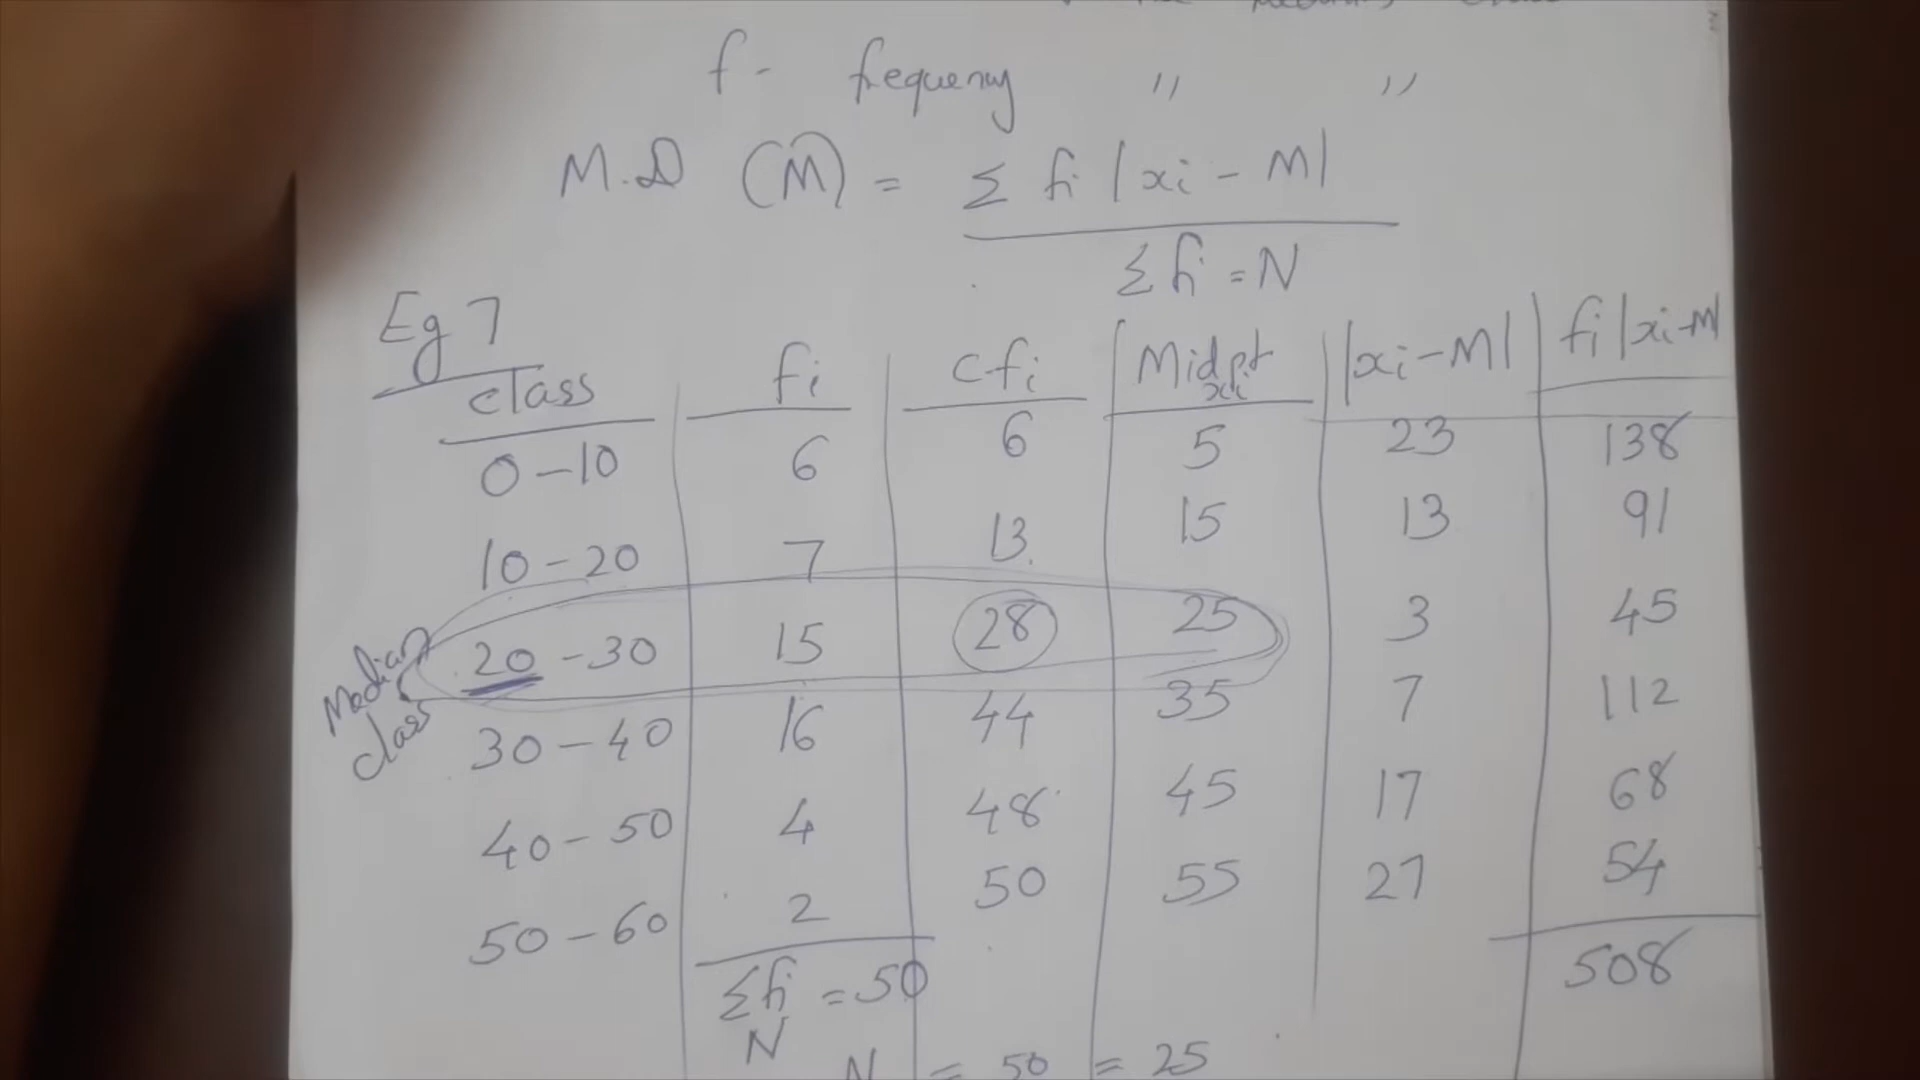 f - frequency " "
M.D (M) = Σ fi |xi - M|
Σfi = N
Eg 7
class fi cfi Midpt xi |xi - M| fi |xi - M|
0 - 10 6 6 5 23 138
10 - 20 7 13 15 13 91
Median class 20 - 30 15 28 25 3 45
30 - 40 16 44 35 7 112
40 - 50 4 48 45 17 68
50 - 60 2 50 55 27 54
Σfi = 50 508
N
N = 50 = 25